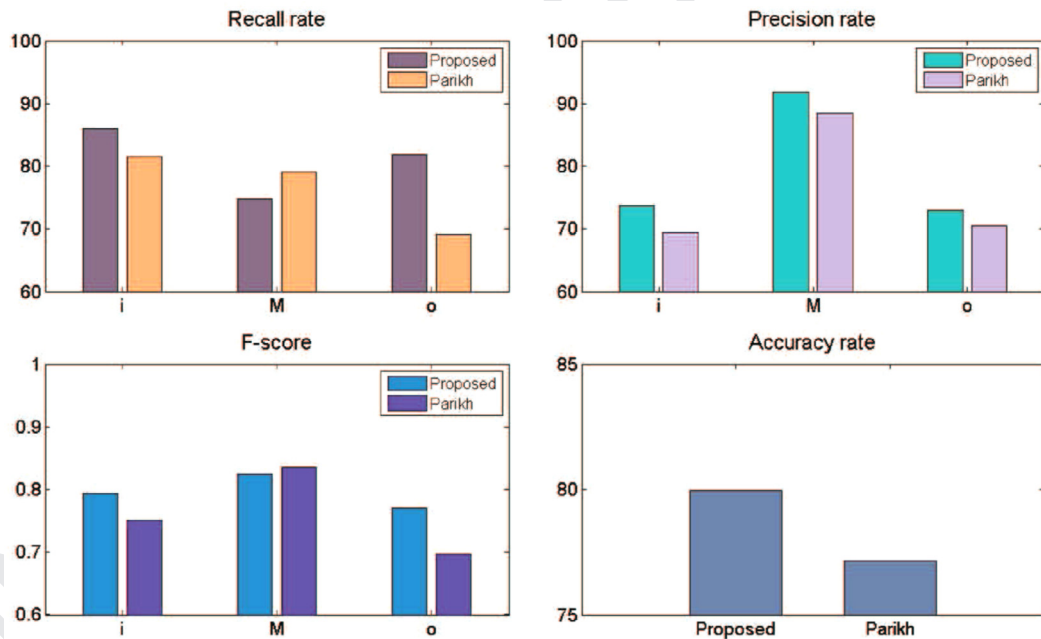 Recall rate
100
90
80
70
60
i M o
Proposed
Parikh
Precision rate
100
90
80
70
60
i M o
Proposed
Parikh
F-score
1
0.9
0.8
0.7
0.6
i M o
Proposed
Parikh
Accuracy rate
85
80
75
Proposed Parikh